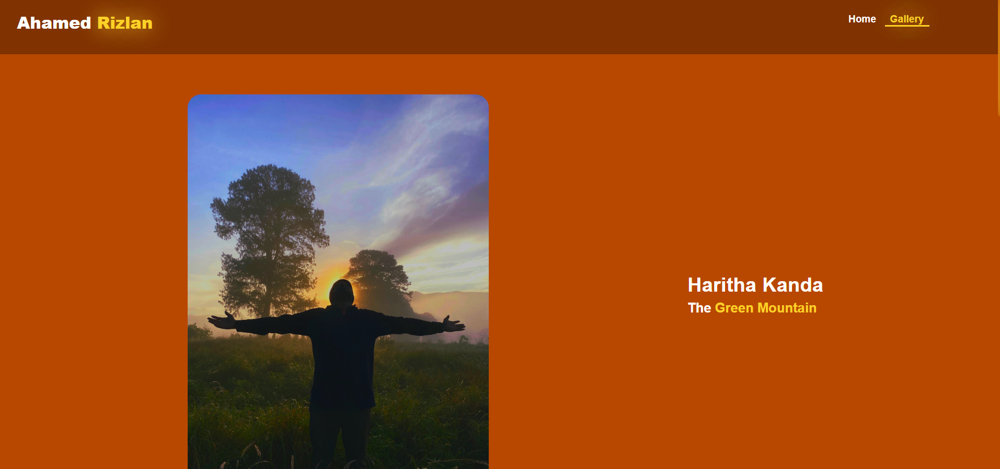 Ahamed Rizlan
Home Gallery
Haritha Kanda
The Green Mountain